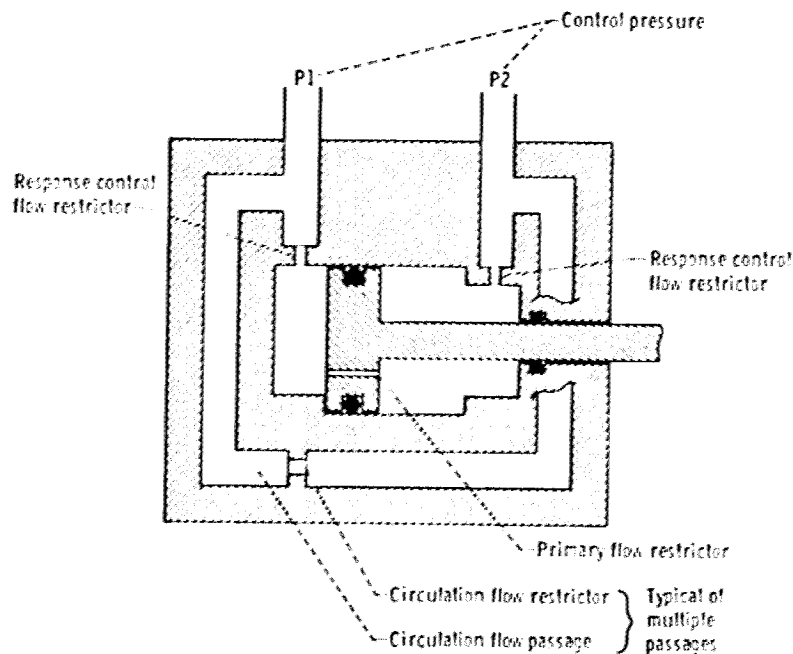 Control pressure
P1
P2
Response control
flow restrictor
Response control
flow restrictor
Primary flow restrictor
Circulation flow restrictor
Circulation flow passage
Typical of
multiple
passages